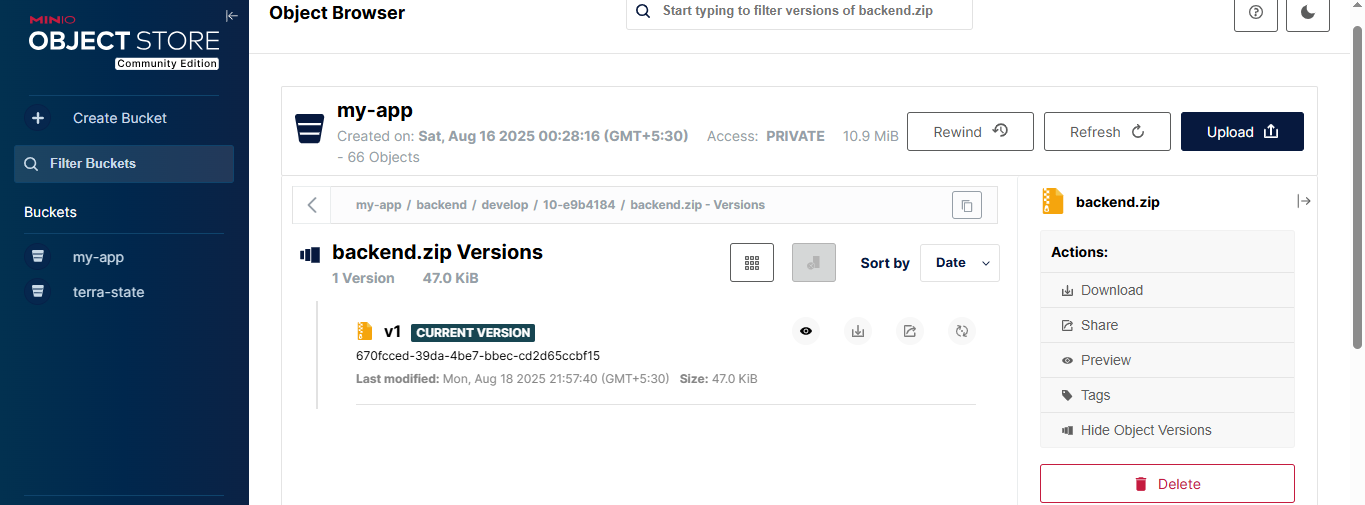 MINIO
OBJECT STORE
Community Edition
Create Bucket
Filter Buckets
Buckets
my-app
terra-state
Object Browser
Start typing to filter versions of backend.zip
my-app
Created on: Sat, Aug 16 2025 00:28:16 (GMT+5:30) Access: PRIVATE 10.9 MiB
- 66 Objects
Rewind
Refresh
Upload
my-app / backend / develop / 10-e9b4184 / backend.zip - Versions
backend.zip Versions
1 Version 47.0 KiB
Sort by
Date
v1 CURRENT VERSION
670fcced-39da-4be7-bbec-cd2d65ccbf15
Last modified: Mon, Aug 18 2025 21:57:40 (GMT+5:30) Size: 47.0 KiB
backend.zip
Actions:
Download
Share
Preview
Tags
Hide Object Versions
Delete